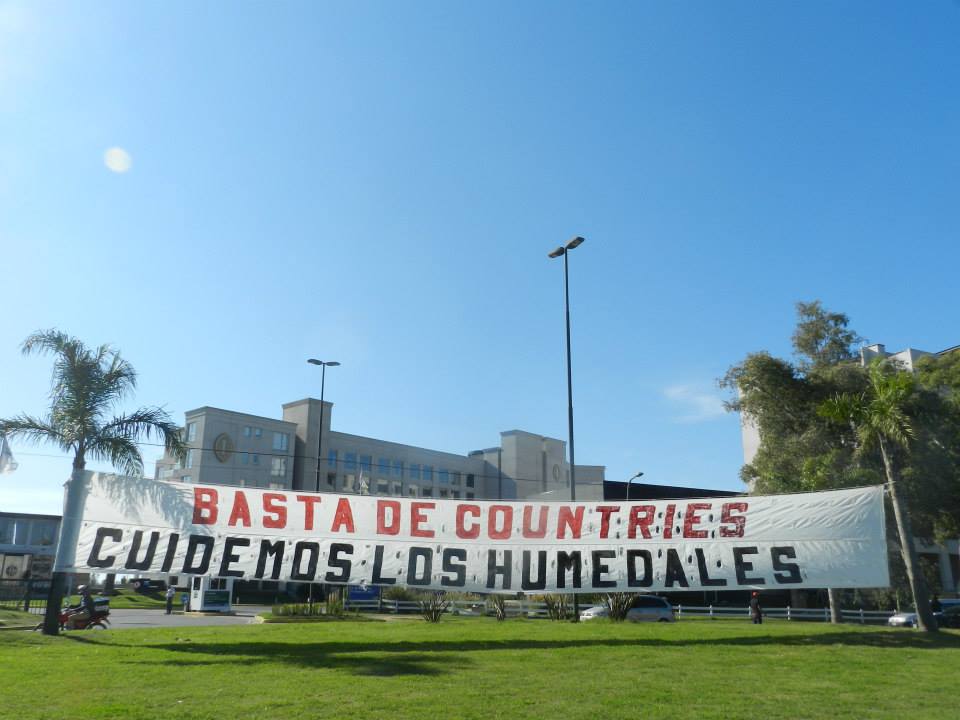 BASTA DE COUNTRIES
CUIDEMOS LOS HUMEDALES